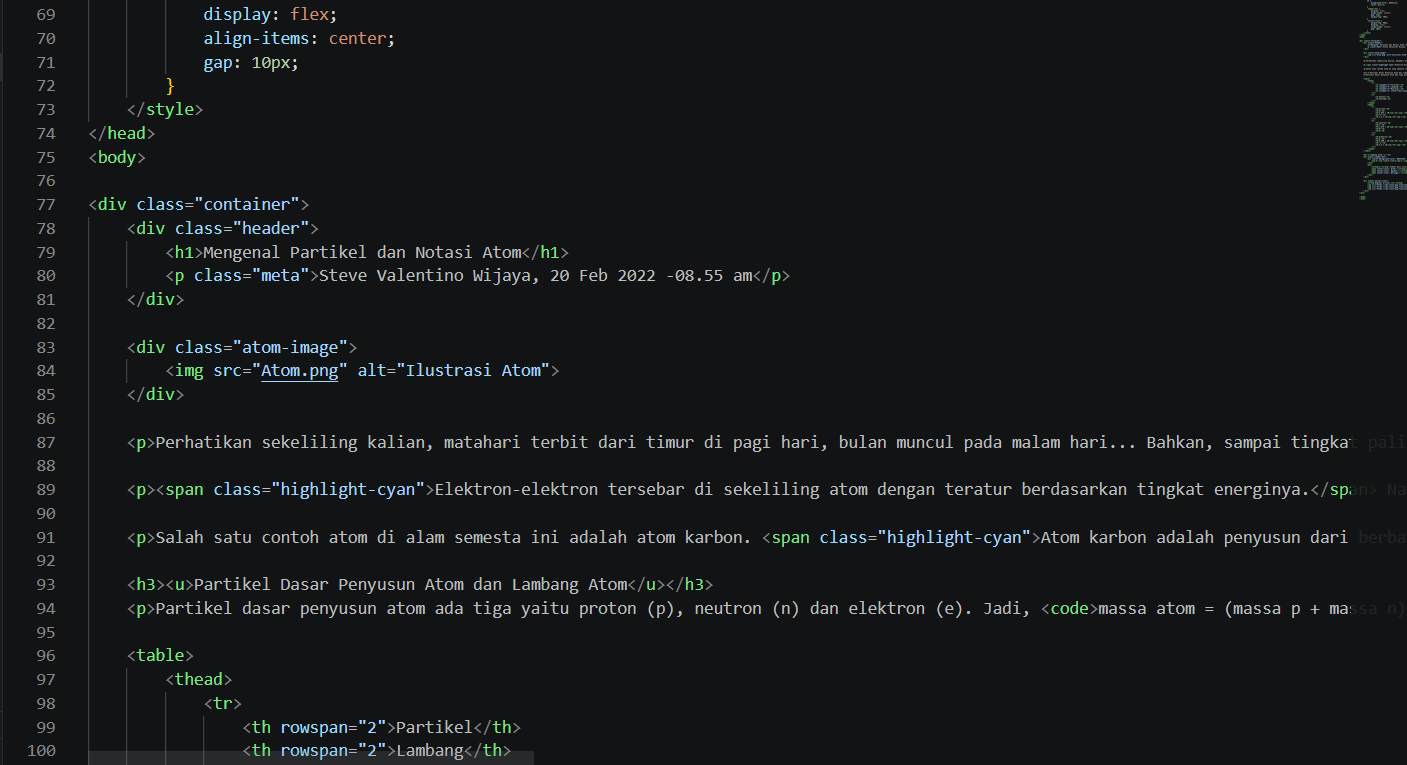 69 display: flex;
70 align-items: center;
71 gap: 10px;
72 }
73 </style>
74 </head>
75 <body>
76
77 <div class="container">
78 <div class="header">
79 <h1>Mengenal Partikel dan Notasi Atom</h1>
80 <p class="meta">Steve Valentino Wijaya, 20 Feb 2022 -08.55 am</p>
81 </div>
82
83 <div class="atom-image">
84 <img src="Atom.png" alt="Ilustrasi Atom">
85 </div>
86
87 <p>Perhatikan sekeliling kalian, matahari terbit dari timur di pagi hari, bulan muncul pada malam hari... Bahkan, sampai tingkat pali
88
89 <p><span class="highlight-cyan">Elektron-elektron tersebar di sekeliling atom dengan teratur berdasarkan tingkat energinya.</span> Na
90
91 <p>Salah satu contoh atom di alam semesta ini adalah atom karbon. <span class="highlight-cyan">Atom karbon adalah penyusun dari berba
92
93 <h3><u>Partikel Dasar Penyusun Atom dan Lambang Atom</u></h3>
94 <p>Partikel dasar penyusun atom ada tiga yaitu proton (p), neutron (n) dan elektron (e). Jadi, <code>massa atom = (massa p + massa n)
95
96 <table>
97 <thead>
98 <tr>
99 <th rowspan="2">Partikel</th>
100 <th rowspan="2">Lambang</th>